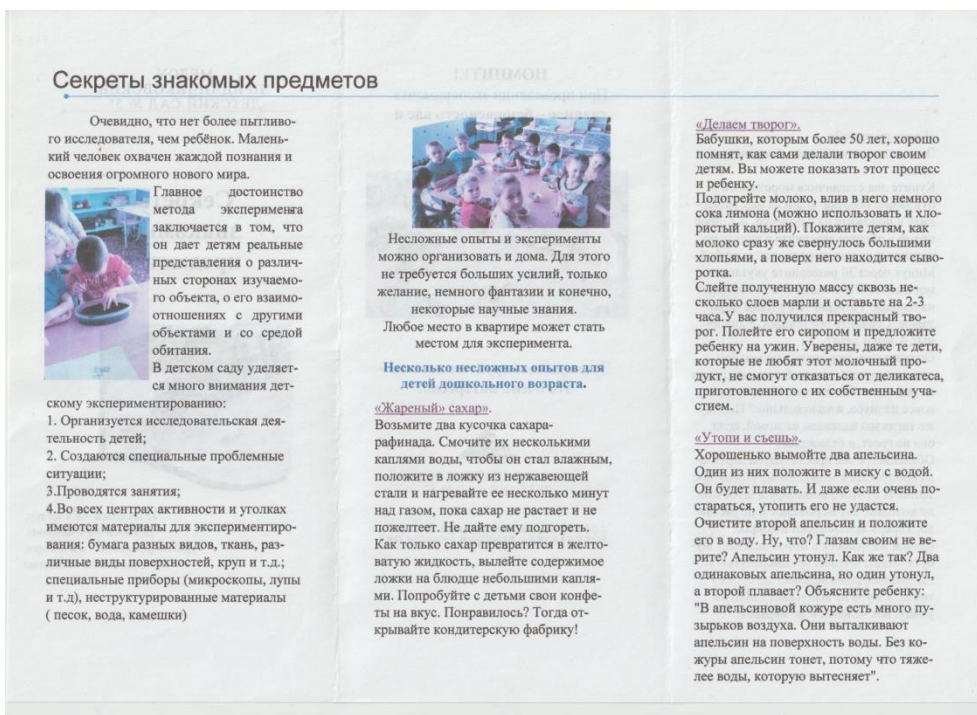 Секреты знакомых предметов
Очевидно, что нет более пытливо-
го исследователя, чем ребёнок. Малень-
кий человек охвачен жаждой познания и
освоения огромного нового мира.
Главное достоинство
метода эксперимента
заключается в том, что
он дает детям реальные
представления о различ-
ных сторонах изучаемо-
го объекта, о его взаимо-
отношениях с другими
объектами и со средой
обитания.
В детском саду уделяет-
ся много внимания дет-
скому экспериментированию:
1. Организуется исследовательская дея-
тельность детей;
2. Создаются специальные проблемные
ситуации;
3.Проводятся занятия;
4.Во всех центрах активности и уголках
имеются материалы для экспериментиро-
вания: бумага разных видов, ткань, раз-
личные виды поверхностей, круп и т.д.;
специальные приборы (микроскопы, лупы
и т.д), неструктурированные материалы
( песок, вода, камешки)
Несложные опыты и эксперименты
можно организовать и дома. Для этого
не требуется больших усилий, только
желание, немного фантазии и конечно,
некоторые научные знания.
Любое место в квартире может стать
местом для эксперимента.
Несколько несложных опытов для
детей дошкольного возраста.
«Жареный» сахар».
Возьмите два кусочка сахара-
рафинада. Смочите их несколькими
каплями воды, чтобы он стал влажным,
положите в ложку из нержавеющей
стали и нагревайте ее несколько минут
над газом, пока сахар не растает и не
пожелтеет. Не дайте ему подгореть.
Как только сахар превратится в желто-
ватую жидкость, вылейте содержимое
ложки на блюдце небольшими капля-
ми. Попробуйте с детьми свои конфе-
ты на вкус. Понравилось? Тогда от-
крывайте кондитерскую фабрику!
«Делаем творог».
Бабушки, которым более 50 лет, хорошо
помнят, как сами делали творог своим
детям. Вы можете показать этот процесс
и ребенку.
Подогрейте молоко, влив в него немного
сока лимона (можно использовать и хло-
ристый кальций). Покажите детям, как
молоко сразу же свернулось большими
хлопьями, а поверх него находится сыво-
ротка.
Слейте полученную массу сквозь не-
сколько слоев марли и оставьте на 2-3
часа.У вас получился прекрасный тво-
рог. Полейте его сиропом и предложите
ребенку на ужин. Уверены, даже те дети,
которые не любят этот молочный про-
дукт, не смогут отказаться от деликатеса,
приготовленного с их собственным уча-
стием.
«Утопи и съешь».
Хорошенько вымойте два апельсина.
Один из них положите в миску с водой.
Он будет плавать. И даже если очень по-
стараться, утопить его не удастся.
Очистите второй апельсин и положите
его в воду. Ну, что? Глазам своим не ве-
рите? Апельсин утонул. Как же так? Два
одинаковых апельсина, но один утонул,
а второй плавает? Объясните ребенку:
"В апельсиновой кожуре есть много пу-
зырьков воздуха. Они выталкивают
апельсин на поверхность воды. Без ко-
журы апельсин тонет, потому что тяже-
лее воды, которую вытесняет".